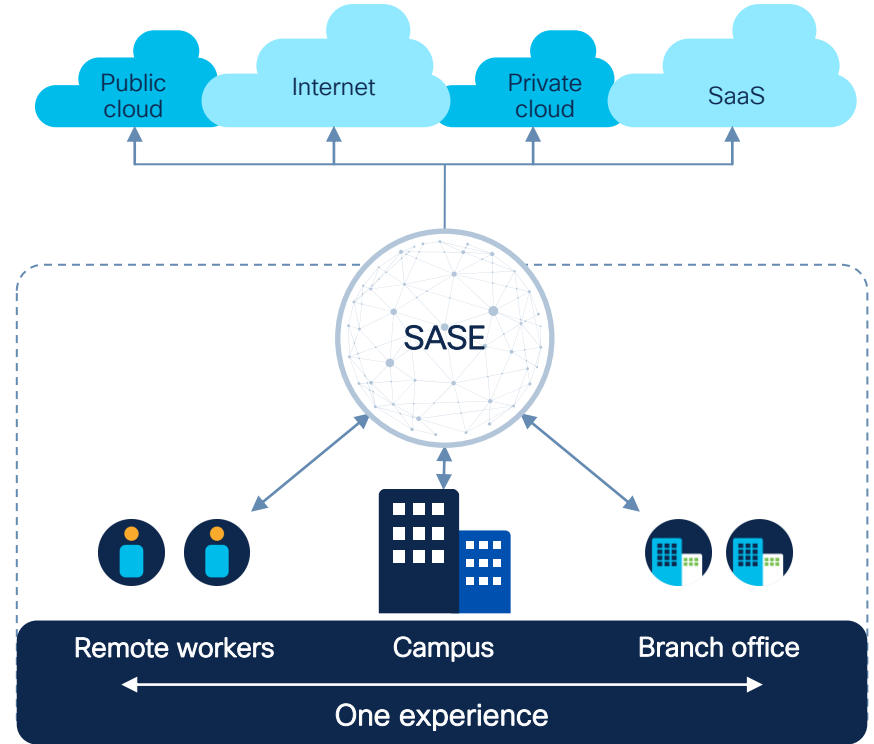 Public
cloud
Internet
Private
cloud
SaaS
SASE
Remote workers
Campus
Branch office
One experience